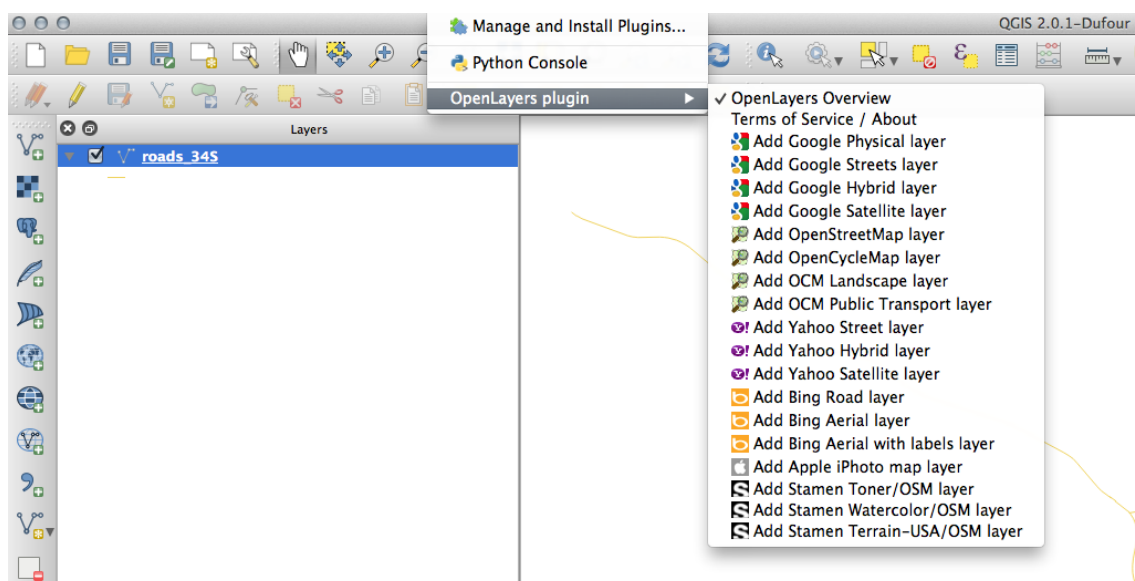 Manage and Install Plugins...
QGIS 2.0.1-Dufour
Python Console
OpenLayers plugin
✓ OpenLayers Overview
Terms of Service / About
Layers
roads_34S
Add Google Physical layer
Add Google Streets layer
Add Google Hybrid layer
Add Google Satellite layer
Add OpenStreetMap layer
Add OpenCycleMap layer
Add OCM Landscape layer
Add OCM Public Transport layer
Add Yahoo Street layer
Add Yahoo Hybrid layer
Add Yahoo Satellite layer
Add Bing Road layer
Add Bing Aerial layer
Add Bing Aerial with labels layer
Add Apple iPhoto map layer
Add Stamen Toner/OSM layer
Add Stamen Watercolor/OSM layer
Add Stamen Terrain-USA/OSM layer